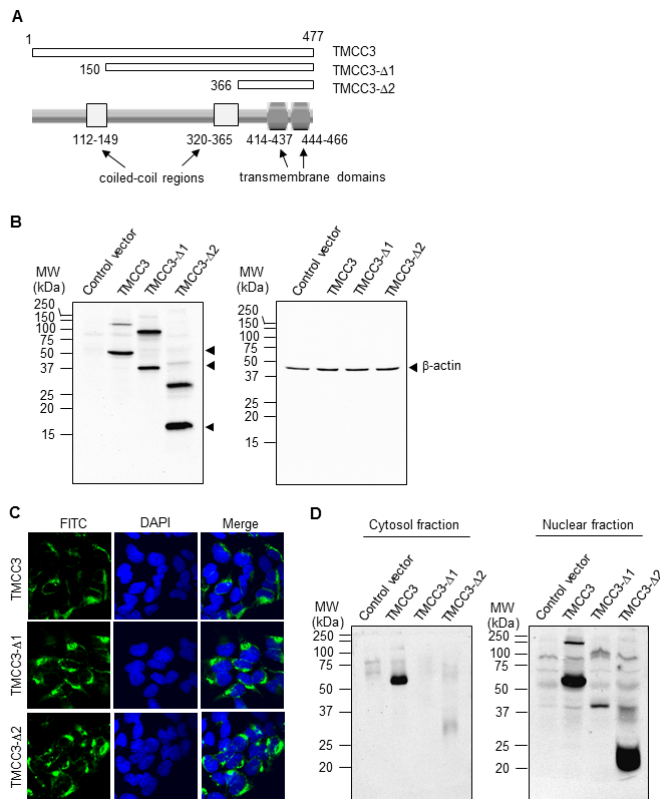 A
1
477
TMCC3
150
TMCC3-Δ1
366
TMCC3-Δ2
112-149
320-365
414-437
444-466
coiled-coil regions
transmembrane domains
B
MW
(kDa)
Control vector
TMCC3
TMCC3-Δ1
TMCC3-Δ2
250
150
100
75
50
37
25
20
15
MW
(kDa)
Control vector
TMCC3
TMCC3-Δ1
TMCC3-Δ2
250
150
100
75
50
37
25
20
15
β-actin
C
FITC
DAPI
Merge
TMCC3
TMCC3-Δ1
TMCC3-Δ2
D
Cytosol fraction
MW
(kDa)
Control vector
TMCC3
TMCC3-Δ1
TMCC3-Δ2
250
100
75
50
37
25
20
Nuclear fraction
MW
(kDa)
Control vector
TMCC3
TMCC3-Δ1
TMCC3-Δ2
250
100
75
50
37
25
20